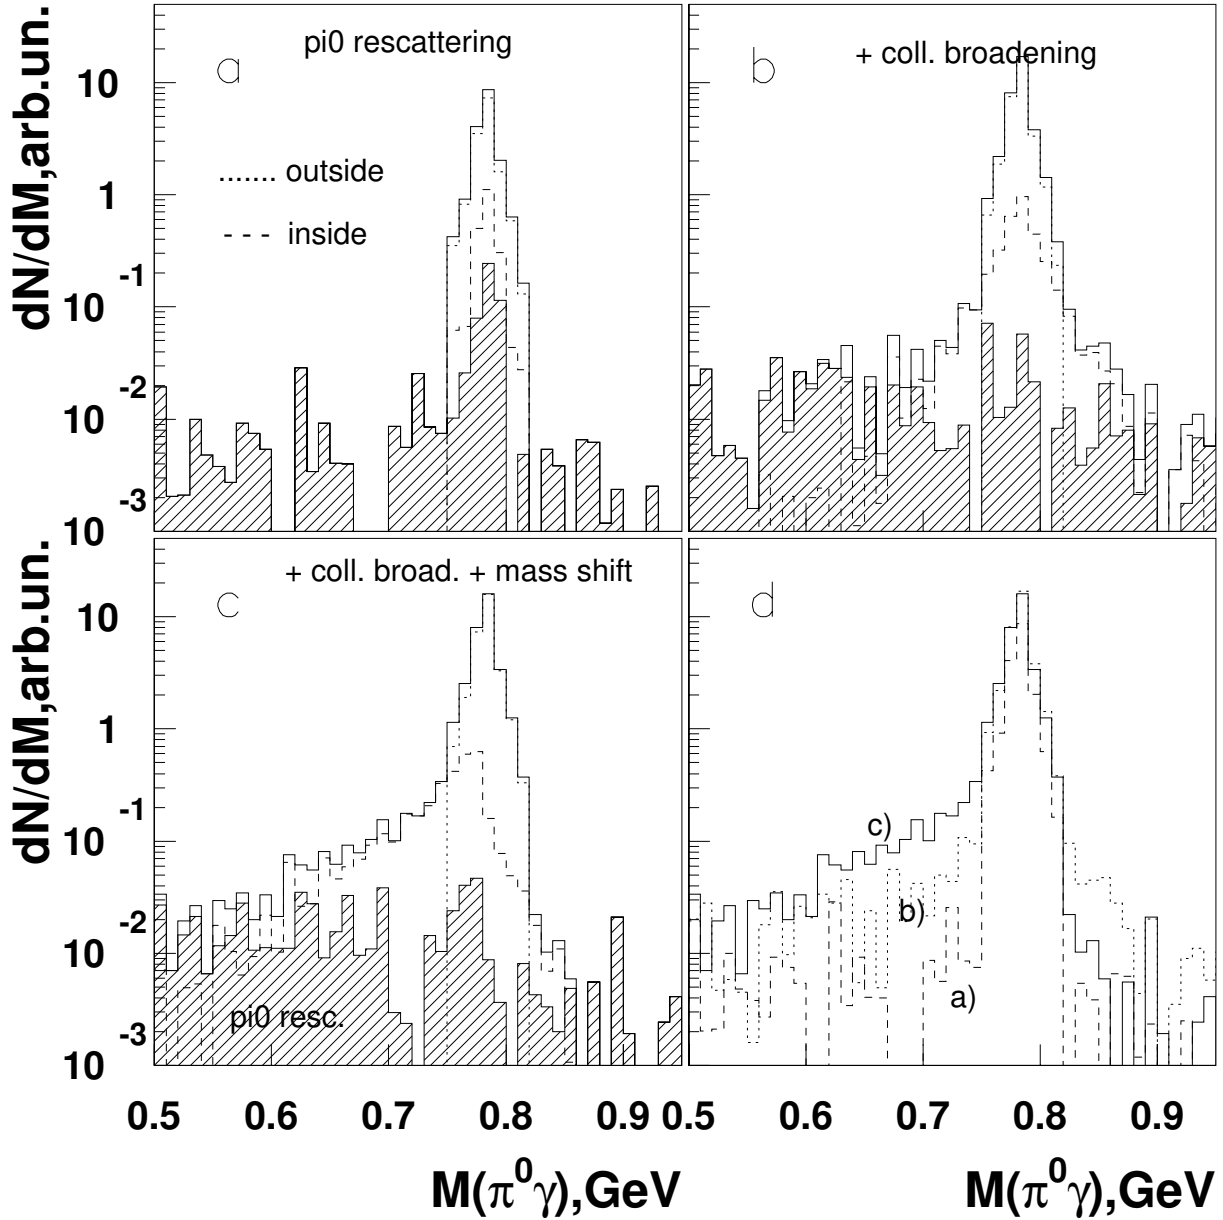 pi0 rescattering
a
+ coll. broadening
b
10
1
-1
10
-2
10
-3
10
dN/dM,arb.un.
....... outside
- - - inside
+ coll. broad. + mass shift
c
d
10
1
-1
10
-2
10
-3
10
dN/dM,arb.un.
pi0 resc.
c)
b)
a)
0.5 0.6 0.7 0.8 0.9 0.5 0.6 0.7 0.8 0.9
M(π⁰γ),GeV M(π⁰γ),GeV